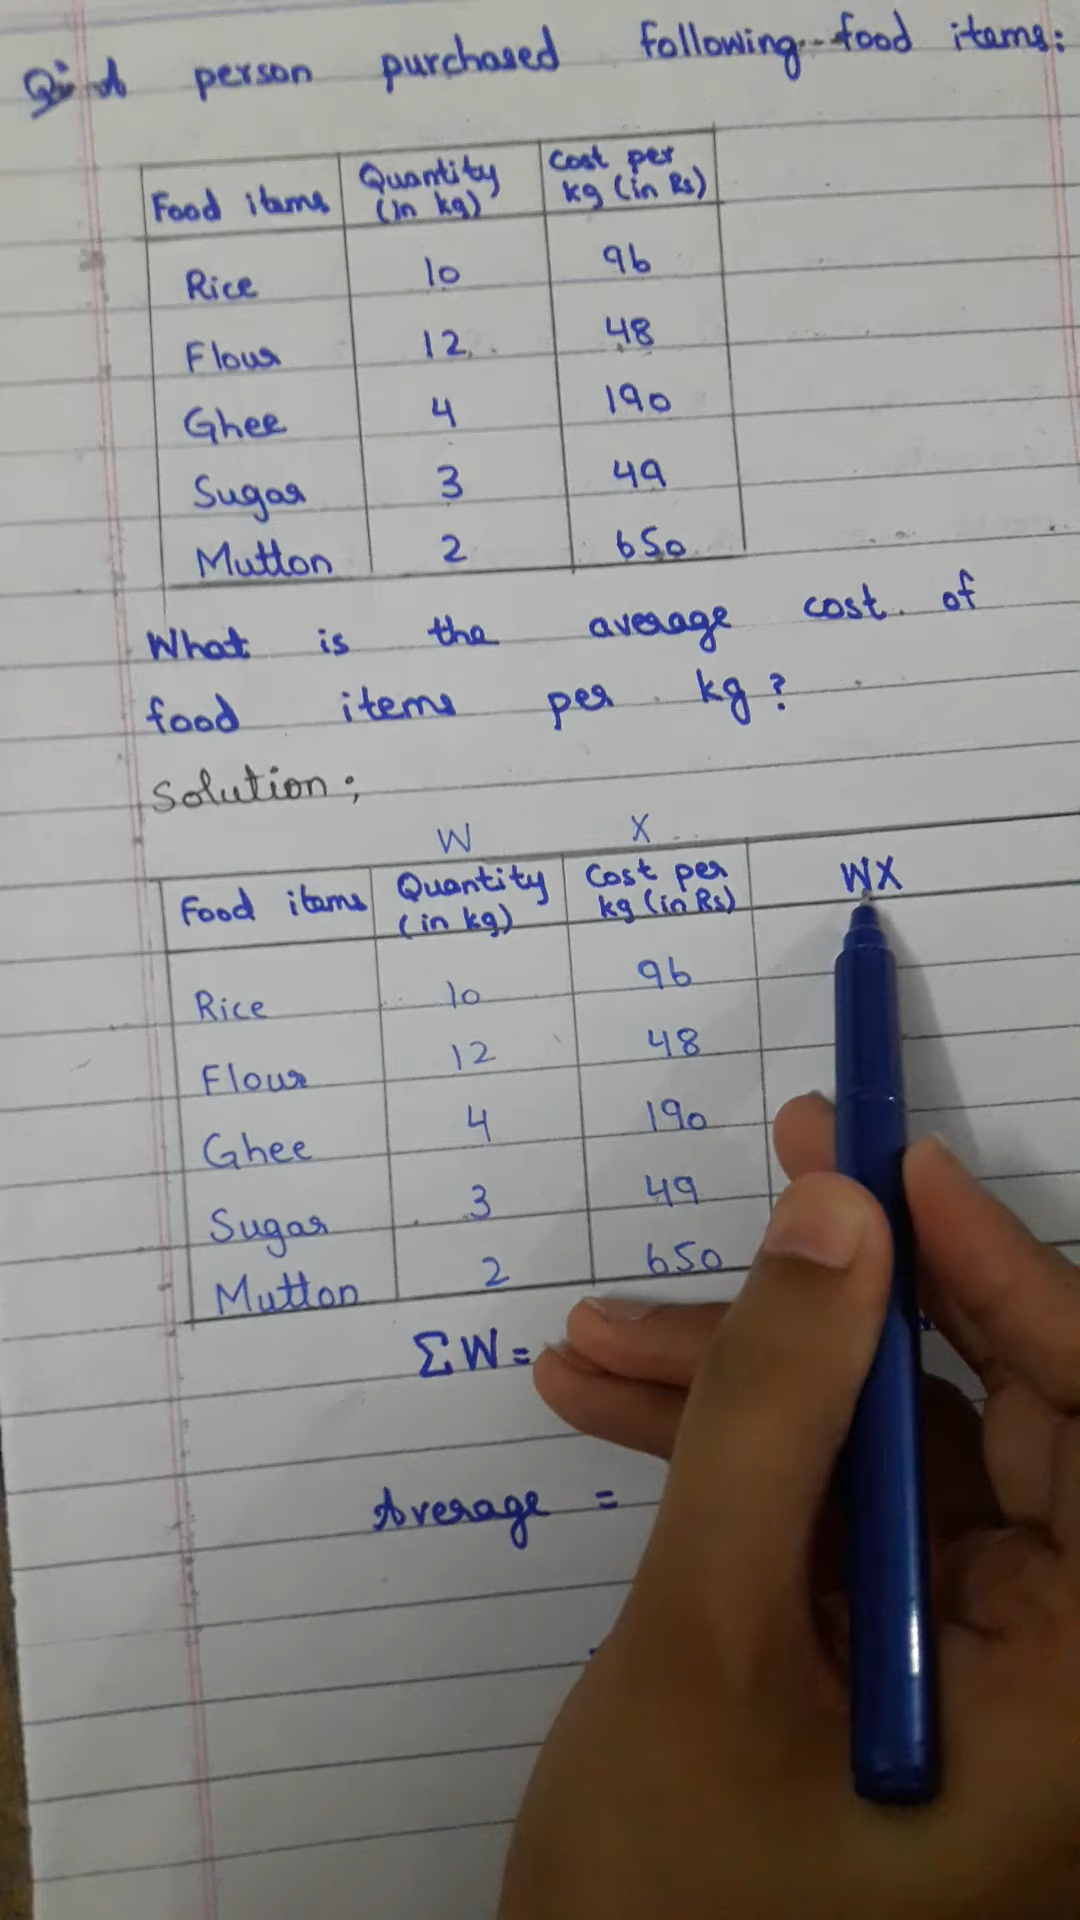 Q: A person purchased following food items:
Food items Quantity (in kg) Cost per kg (in Rs)
Rice 10 96
Flour 12 48
Ghee 4 190
Sugar 3 49
Mutton 2 650
What is the average cost of
food items per kg?
Solution:
W X
Food items Quantity (in kg) Cost per kg (in Rs) WX
Rice 10 96
Flour 12 48
Ghee 4 190
Sugar 3 49
Mutton 2 650
ΣW =
Average =